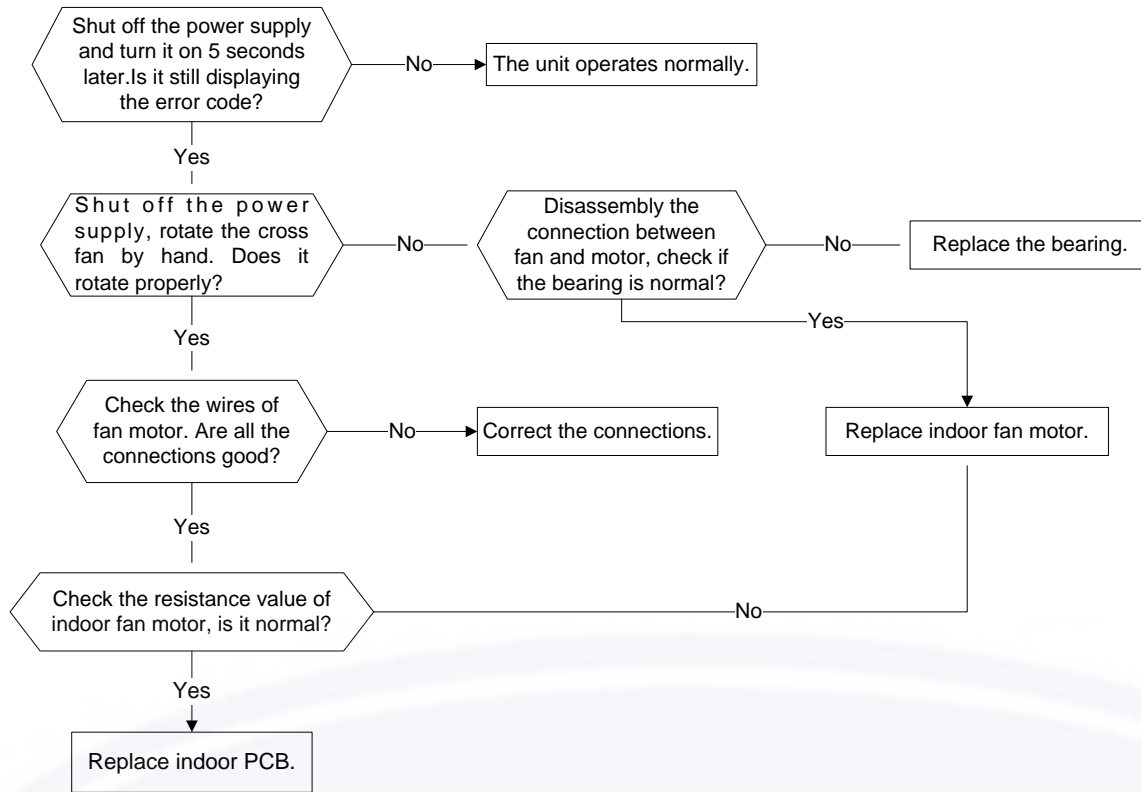 Shut off the power supply
and turn it on 5 seconds
later.Is it still displaying
the error code?
No
The unit operates normally.
Yes
Shut off the power
supply, rotate the cross
fan by hand. Does it
rotate properly?
No
Disassembly the
connection between
fan and motor, check if
the bearing is normal?
No
Replace the bearing.
Yes
Yes
Check the wires of
fan motor. Are all the
connections good?
No
Correct the connections.
Replace indoor fan motor.
Yes
Check the resistance value of
indoor fan motor, is it normal?
No
Yes
Replace indoor PCB.